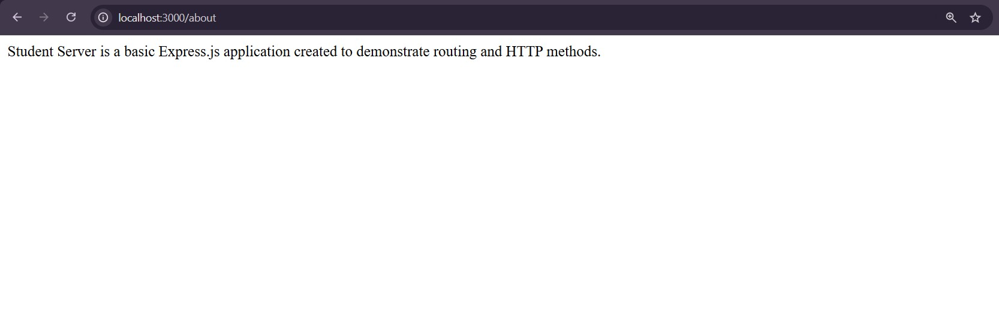 localhost:3000/about
Student Server is a basic Express.js application created to demonstrate routing and HTTP methods.